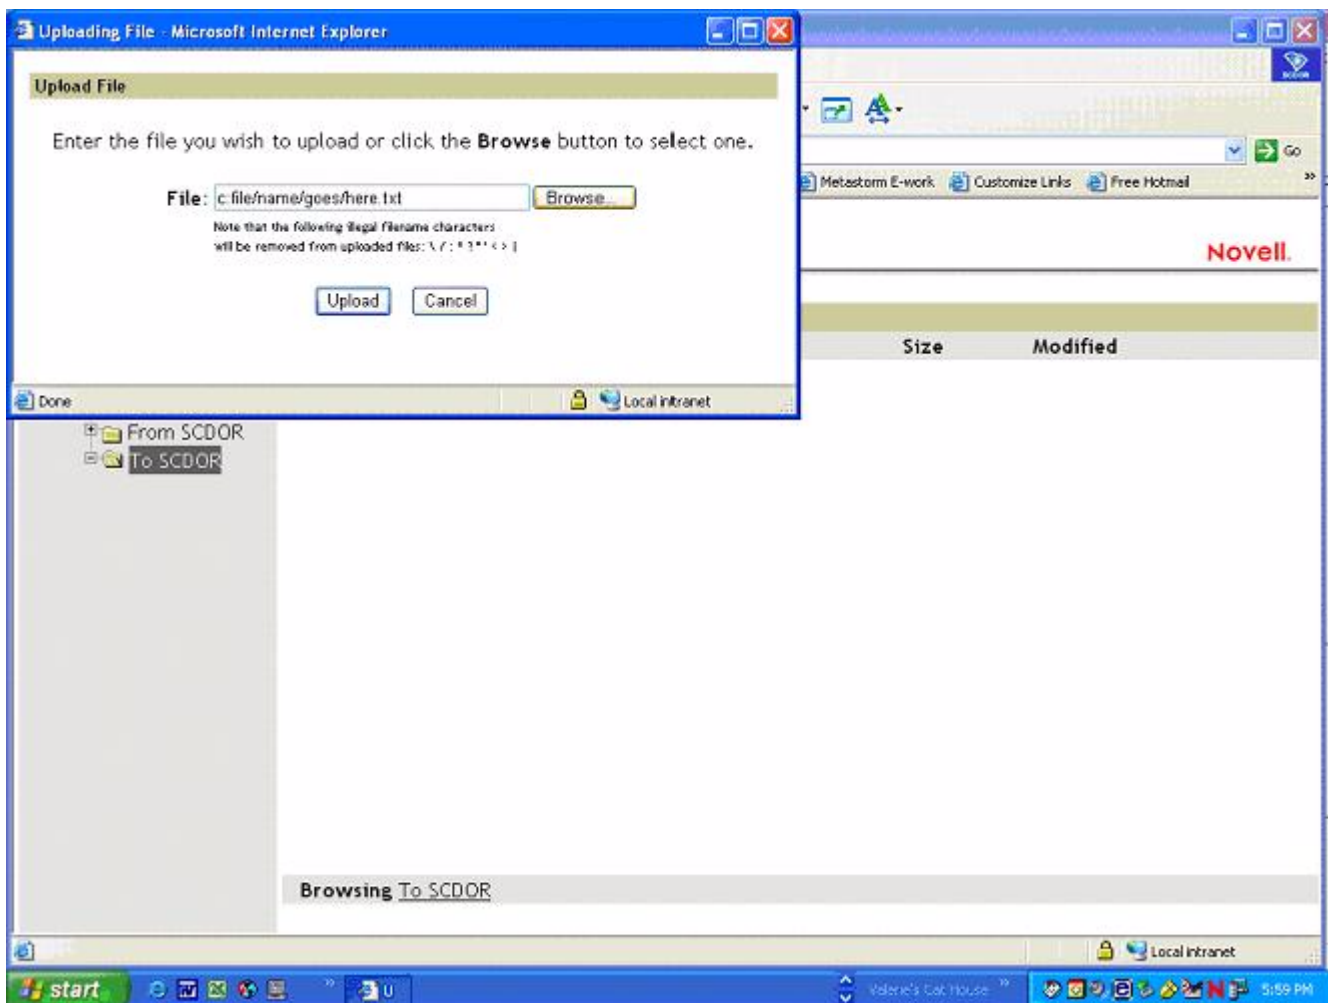 Uploading File - Microsoft Internet Explorer
Upload File
Enter the file you wish to upload or click the Browse button to select one.
File: c:file/name/goes/here.txt Browse...
Note that the following illegal filename characters
will be removed from uploaded files: \ / : * ? " ' < > |
Upload Cancel
Done Local intranet
SCDOR
Go
Metastorm E-work Customize Links Free Hotmail »
Novell.
Size Modified
From SCDOR
To SCDOR
Browsing To SCDOR
Local intranet
start » U Valerie's Cat House » 5:59 PM